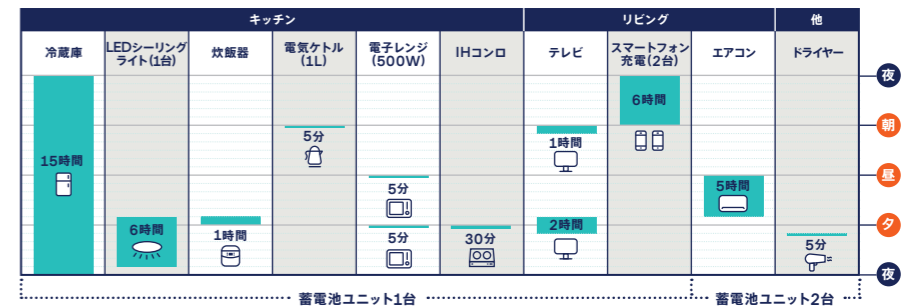 キッチン
リビング
他
冷蔵庫
LEDシーリング
ライト(1台)
炊飯器
電気ケトル
(1L)
電子レンジ
(500W)
IHコンロ
テレビ
スマートフォン
充電(2台)
エアコン
ドライヤー
夜
6時間
朝
5分
1時間
15時間
昼
5分
5時間
夕
6時間
1時間
5分
30分
2時間
5分
夜
蓄電池ユニット1台
蓄電池ユニット2台